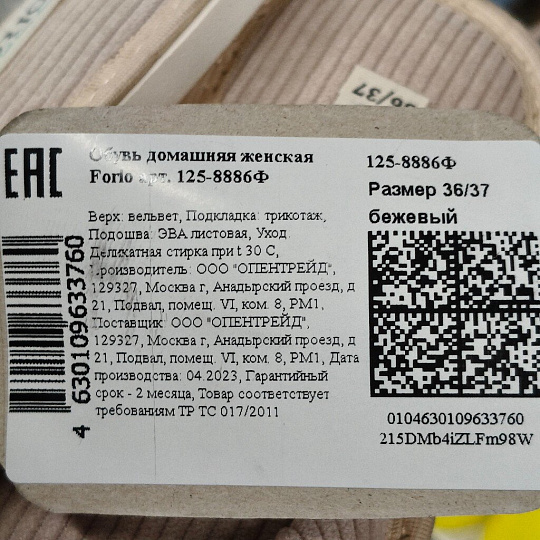 36/37
EAC
Обувь домашняя женская
Forio арт. 125-8886Ф
Верх: вельвет, Подкладка: трикотаж,
Подошва: ЭВА листовая, Уход:
Деликатная стирка при t 30 С,
Производитель: ООО "ОПЕНТРЕЙД",
129327, Москва г, Анадырский проезд, д
21, Подвал, помещ. VI, ком. 8, РМ1,
Поставщик: ООО "ОПЕНТРЕЙД",
129327, Москва г, Анадырский проезд, д
21, Подвал, помещ. VI, ком. 8, РМ1, Дата
производства: 04.2023, Гарантийный
срок - 2 месяца, Товар соответствует
требованиям ТР ТС 017/2011
4 630109633760
125-8886Ф
Размер 36/37
бежевый
0104630109633760
215DMb4iZLFm98W